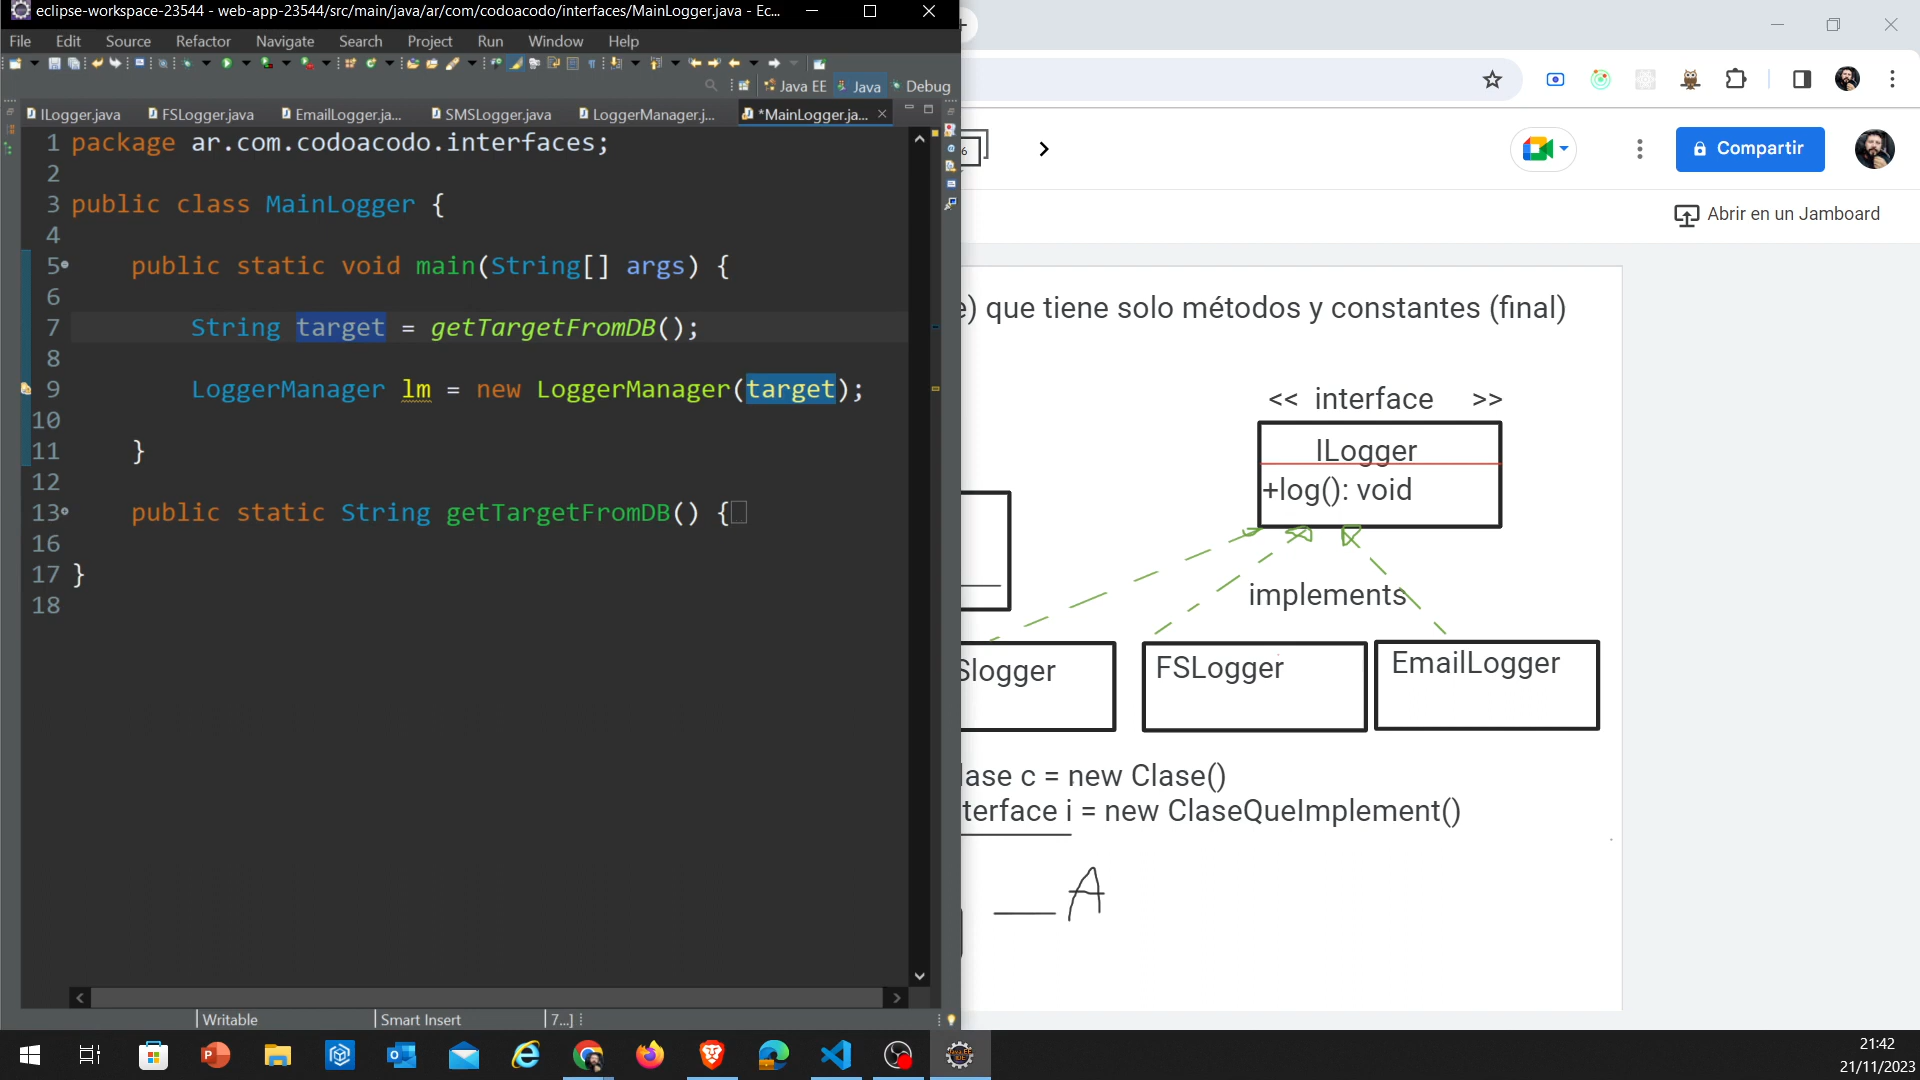 eclipse-workspace-23544 - web-app-23544/src/main/java/ar/com/codoacodo/interfaces/MainLogger.java - Ec...
File Edit Source Refactor Navigate Search Project Run Window Help
Java EE Java Debug
ILogger.java FSLogger.java EmailLogger.ja... SMSLogger.java LoggerManager.j... *MainLogger.ja...
1 package ar.com.codoacodo.interfaces;
2
3 public class MainLogger {
4
5 public static void main(String[] args) {
6
7 String target = getTargetFromDB();
8
9 LoggerManager lm = new LoggerManager(target);
10
11 }
12
13 public static String getTargetFromDB() {
16
17 }
18
Writable Smart Insert 7...]
6
Compartir
Abrir en un Jamboard
e) que tiene solo métodos y constantes (final)
<< interface >>
ILogger
+log(): void
implements
Slogger FSLogger EmailLogger
lase c = new Clase()
terface i = new ClaseQueImplement()
A
21:42
21/11/2023